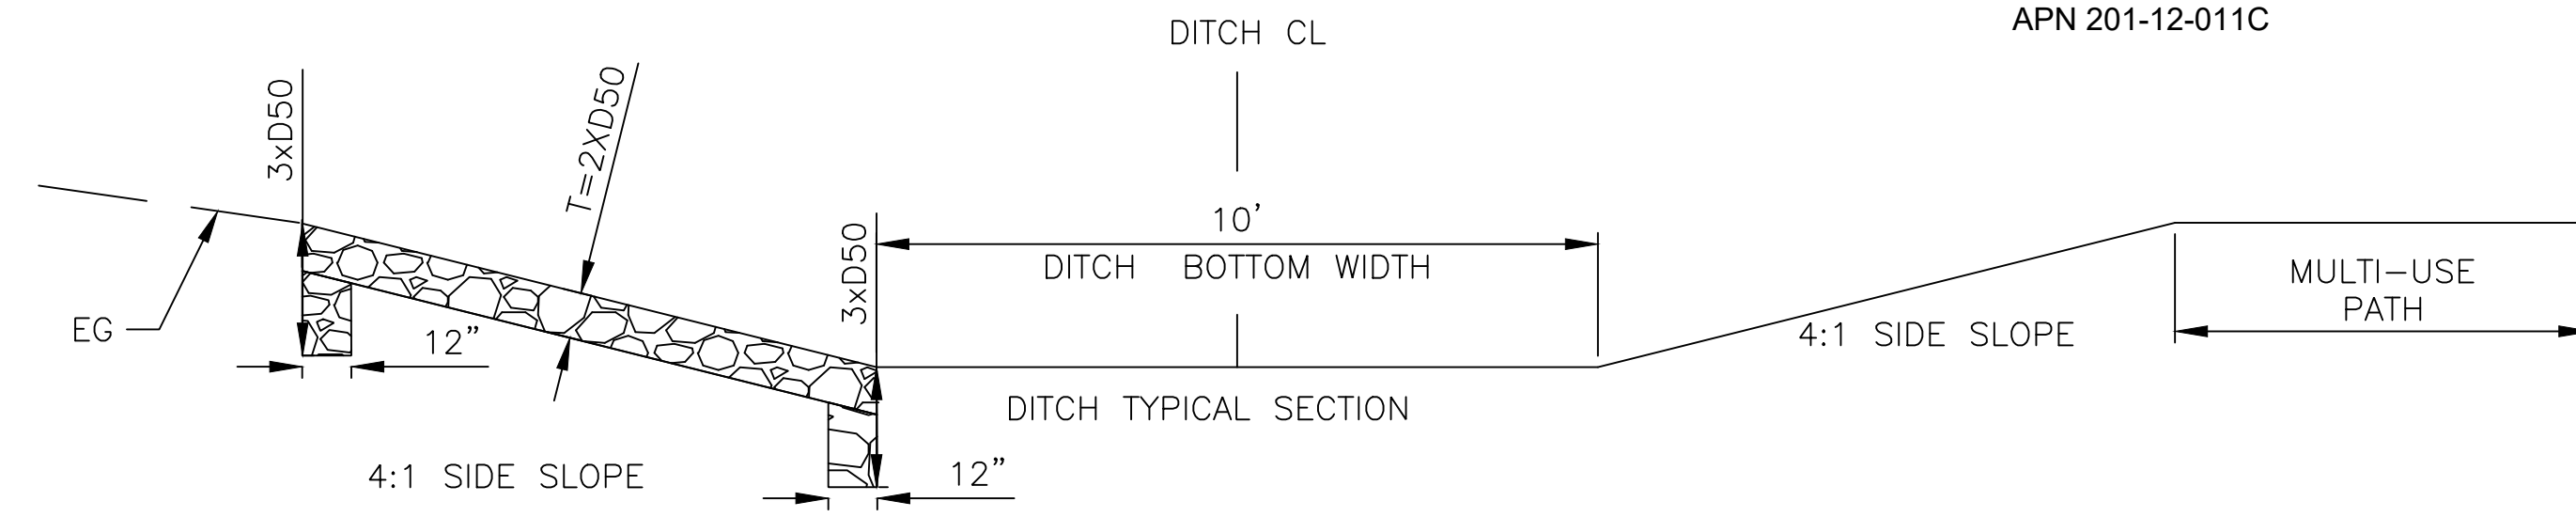 APN 201-12-011C
DITCH CL
3xD50
T=2XD50
10'
3xD50
DITCH BOTTOM WIDTH
MULTI-USE
PATH
EG
12"
4:1 SIDE SLOPE
DITCH TYPICAL SECTION
4:1 SIDE SLOPE
12"